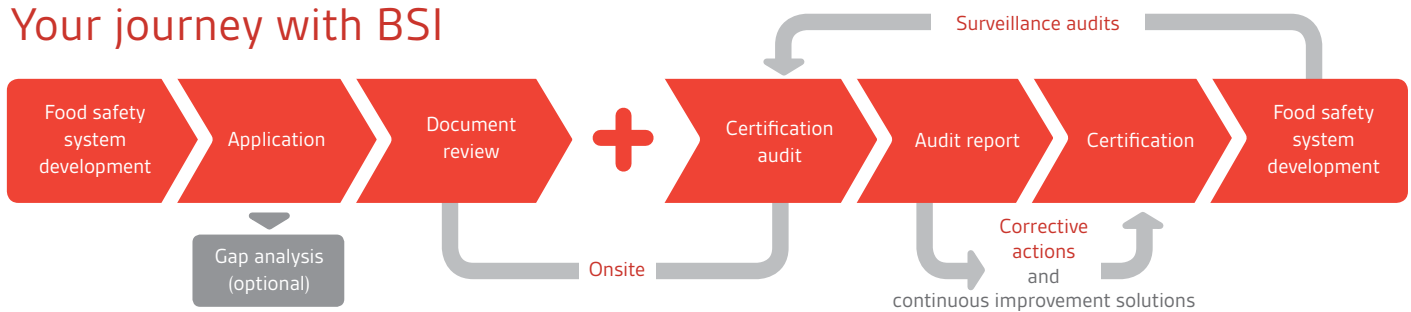 Your journey with BSI
Surveillance audits
Food safety
system
development
Application
Document
review
Certification
audit
Audit report
Certification
Food safety
system
development
Gap analysis
(optional)
Onsite
Corrective
actions
and
continuous improvement solutions